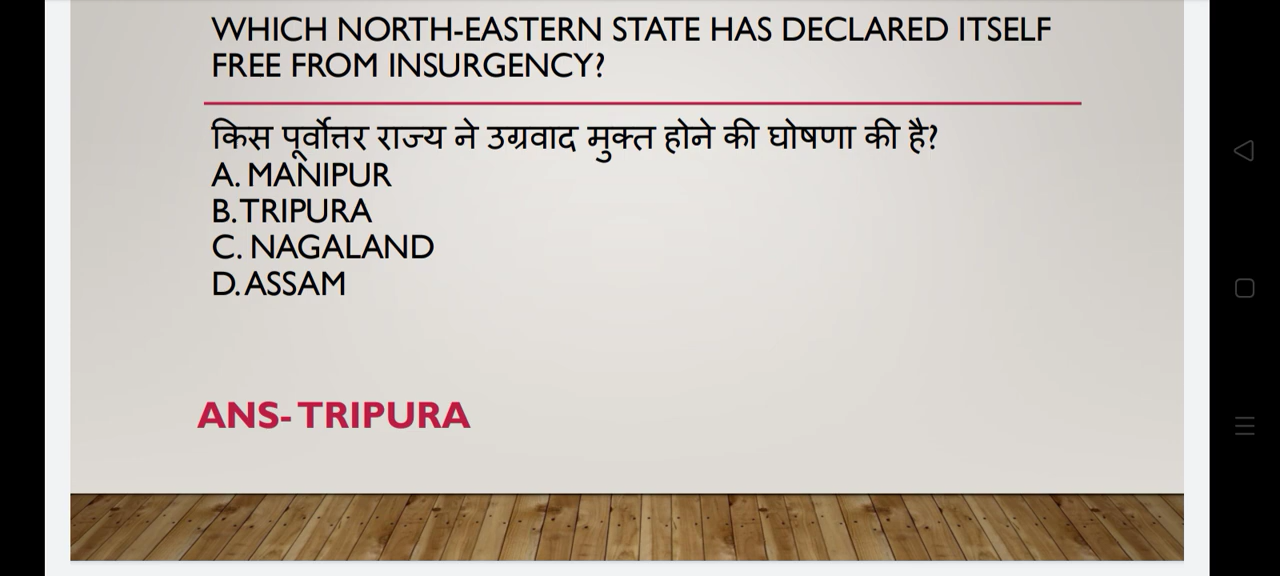 WHICH NORTH-EASTERN STATE HAS DECLARED ITSELF
FREE FROM INSURGENCY?
किस पूर्वोत्तर राज्य ने उग्रवाद मुक्त होने की घोषणा की है?
A. MANIPUR
B. TRIPURA
C. NAGALAND
D. ASSAM
ANS- TRIPURA